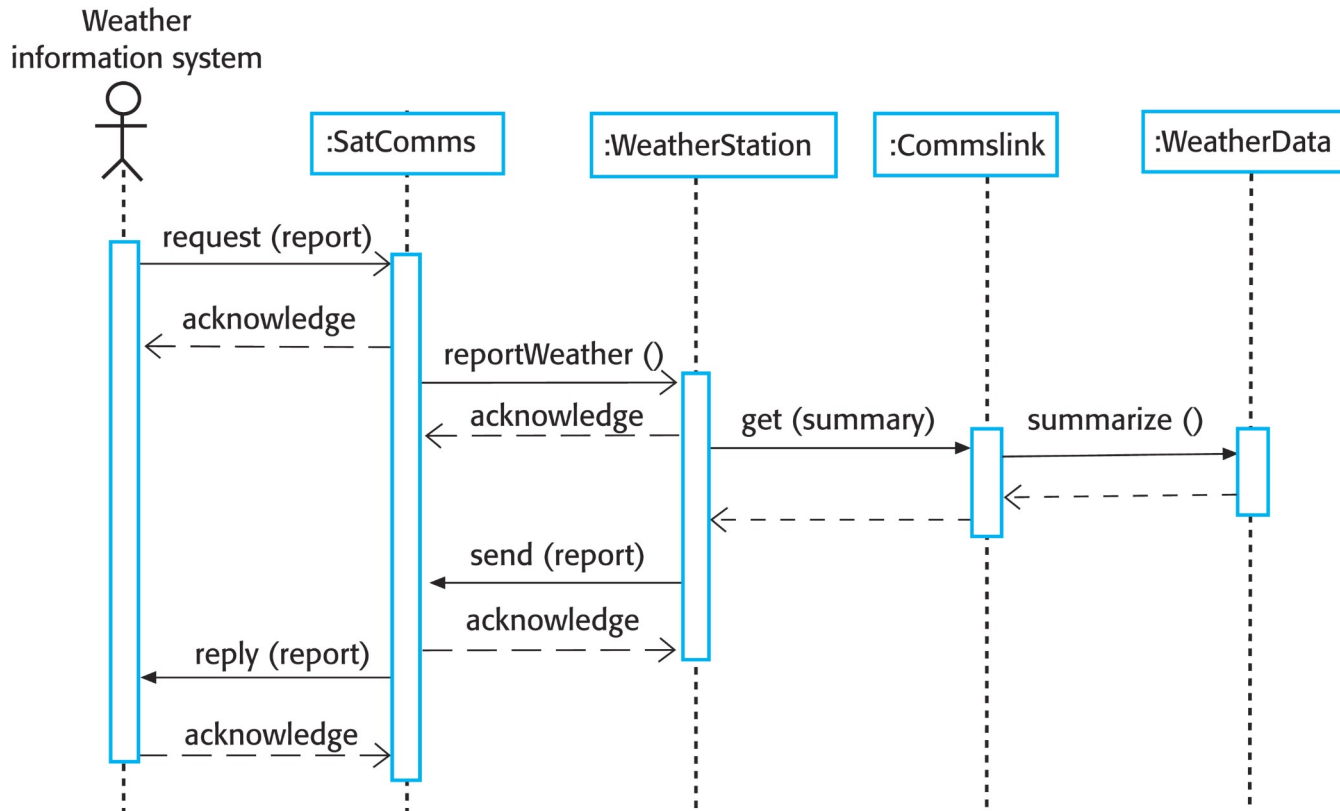 Weather
information system
:SatComms
:WeatherStation
:Commslink
:WeatherData
request (report)
acknowledge
reportWeather ()
acknowledge
get (summary)
summarize ()
send (report)
acknowledge
reply (report)
acknowledge